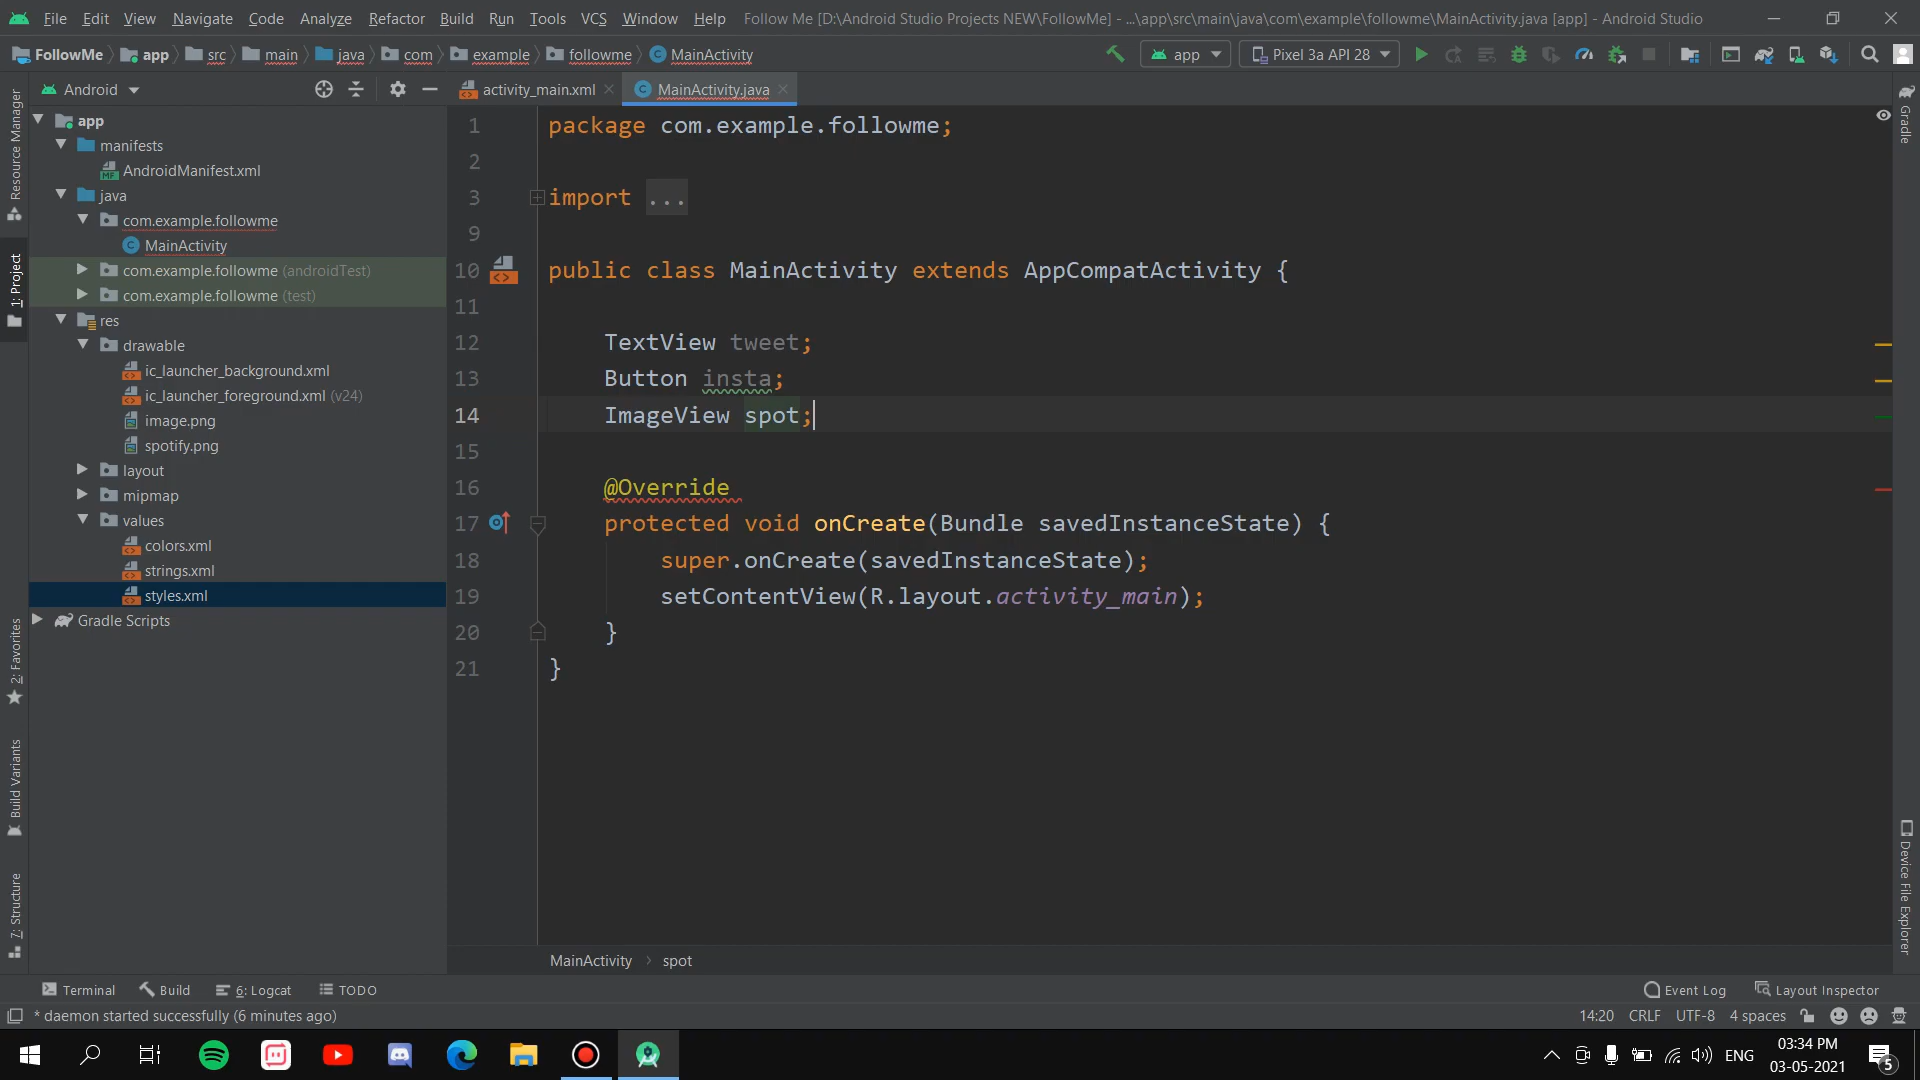 File Edit View Navigate Code Analyze Refactor Build Run Tools VCS Window Help Follow Me [D:\Android Studio Projects NEW\FollowMe] - ...\app\src\main\java\com\example\followme\MainActivity.java [app] - Android Studio
FollowMe app src main java com example followme MainActivity app Pixel 3a API 28
Android activity_main.xml MainActivity.java
Resource Manager
1: Project
2: Favorites
Build Variants
7: Structure
app
manifests
AndroidManifest.xml
java
com.example.followme
MainActivity
com.example.followme (androidTest)
com.example.followme (test)
res
drawable
ic_launcher_background.xml
ic_launcher_foreground.xml (v24)
image.png
spotify.png
layout
mipmap
values
colors.xml
strings.xml
styles.xml
Gradle Scripts
1 package com.example.followme;
2
3 import ...
9
10 public class MainActivity extends AppCompatActivity {
11
12 TextView tweet;
13 Button insta;
14 ImageView spot;
15
16 @Override
17 protected void onCreate(Bundle savedInstanceState) {
18 super.onCreate(savedInstanceState);
19 setContentView(R.layout.activity_main);
20 }
21 }
Gradle
Device File Explorer
MainActivity spot
Terminal Build 6: Logcat TODO Event Log Layout Inspector
* daemon started successfully (6 minutes ago) 14:20 CRLF UTF-8 4 spaces
ENG 03:34 PM
03-05-2021
5